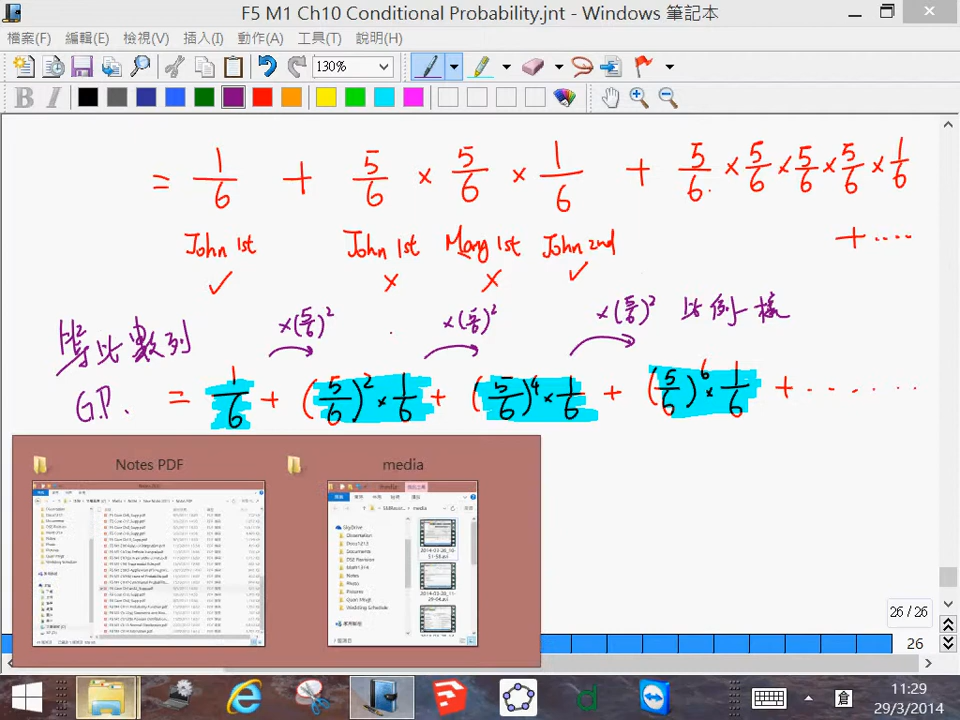 F5 M1 Ch10 Conditional Probability.jnt - Windows 筆記本
檔案(F) 編輯(E) 檢視(V) 插入(I) 動作(A) 工具(T) 說明(H)
130%
B I
= 1/6 + 5/6 × 5/6 × 1/6 + 5/6 × 5/6 × 5/6 × 5/6 × 1/6
John 1st John 1st Mary 1st John 2nd + ....
✓ × × ✓
×(5/6)² ×(5/6)² ×(5/6)² 比例一樣
等比數列
G.P. = 1/6 + (5/6)² × 1/6 + (5/6)⁴ × 1/6 + (5/6)⁶ × 1/6 + ......
Notes PDF media
26 / 26
26
倉
11:29
29/3/2014